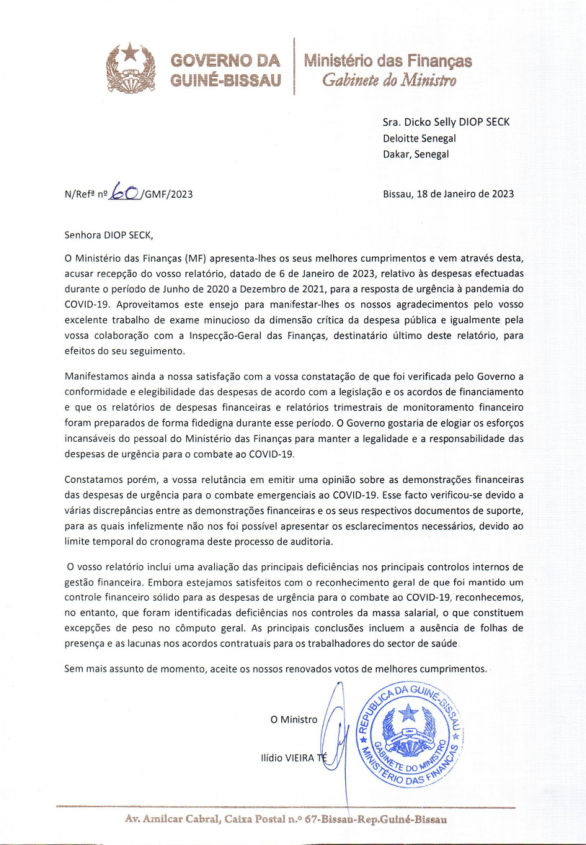 GOVERNO DA
GUINÉ-BISSAU
Ministério das Finanças
Gabinete do Ministro
Sra. Dicko Selly DIOP SECK
Deloitte Senegal
Dakar, Senegal
N/Refª nº 60/GMF/2023
Bissau, 18 de Janeiro de 2023
Senhora DIOP SECK,
O Ministério das Finanças (MF) apresenta-lhes os seus melhores cumprimentos e vem através desta,
acusar recepção do vosso relatório, datado de 6 de Janeiro de 2023, relativo às despesas efectuadas
durante o período de Junho de 2020 a Dezembro de 2021, para a resposta de urgência à pandemia do
COVID-19. Aproveitamos este ensejo para manifestar-lhes os nossos agradecimentos pelo vosso
excelente trabalho de exame minucioso da dimensão crítica da despesa pública e igualmente pela
vossa colaboração com a Inspecção-Geral das Finanças, destinatário último deste relatório, para
efeitos do seu seguimento.
Manifestamos ainda a nossa satisfação com a vossa constatação de que foi verificada pelo Governo a
conformidade e elegibilidade das despesas de acordo com a legislação e os acordos de financiamento
e que os relatórios de despesas financeiras e relatórios trimestrais de monitoramento financeiro
foram preparados de forma fidedigna durante esse período. O Governo gostaria de elogiar os esforços
incansáveis do pessoal do Ministério das Finanças para manter a legalidade e a responsabilidade das
despesas de urgência para o combate ao COVID-19.
Constatamos porém, a vossa relutância em emitir uma opinião sobre as demonstrações financeiras
das despesas de urgência para o combate emergenciais ao COVID-19. Esse facto verificou-se devido a
várias discrepâncias entre as demonstrações financeiras e os seus respectivos documentos de suporte,
para as quais infelizmente não nos foi possível apresentar os esclarecimentos necessários, devido ao
limite temporal do cronograma deste processo de auditoria.
O vosso relatório inclui uma avaliação das principais deficiências nos principais controlos internos de
gestão financeira. Embora estejamos satisfeitos com o reconhecimento geral de que foi mantido um
controle financeiro sólido para as despesas de urgência para o combate ao COVID-19, reconhecemos,
no entanto, que foram identificadas deficiências nos controles da massa salarial, o que constituem
excepções de peso no cômputo geral. As principais conclusões incluem a ausência de folhas de
presença e as lacunas nos acordos contratuais para os trabalhadores do sector de saúde.
Sem mais assunto de momento, aceite os nossos renovados votos de melhores cumprimentos.
O Ministro
Ilídio VIEIRA TÉ
REPUBLICA DA GUINÉ-BISSAU
GABINETE DO MINISTRO
MINISTÉRIO DAS FINANÇAS
Av. Amilcar Cabral, Caixa Postal n.º 67-Bissau-Rep.Guiné-Bissau